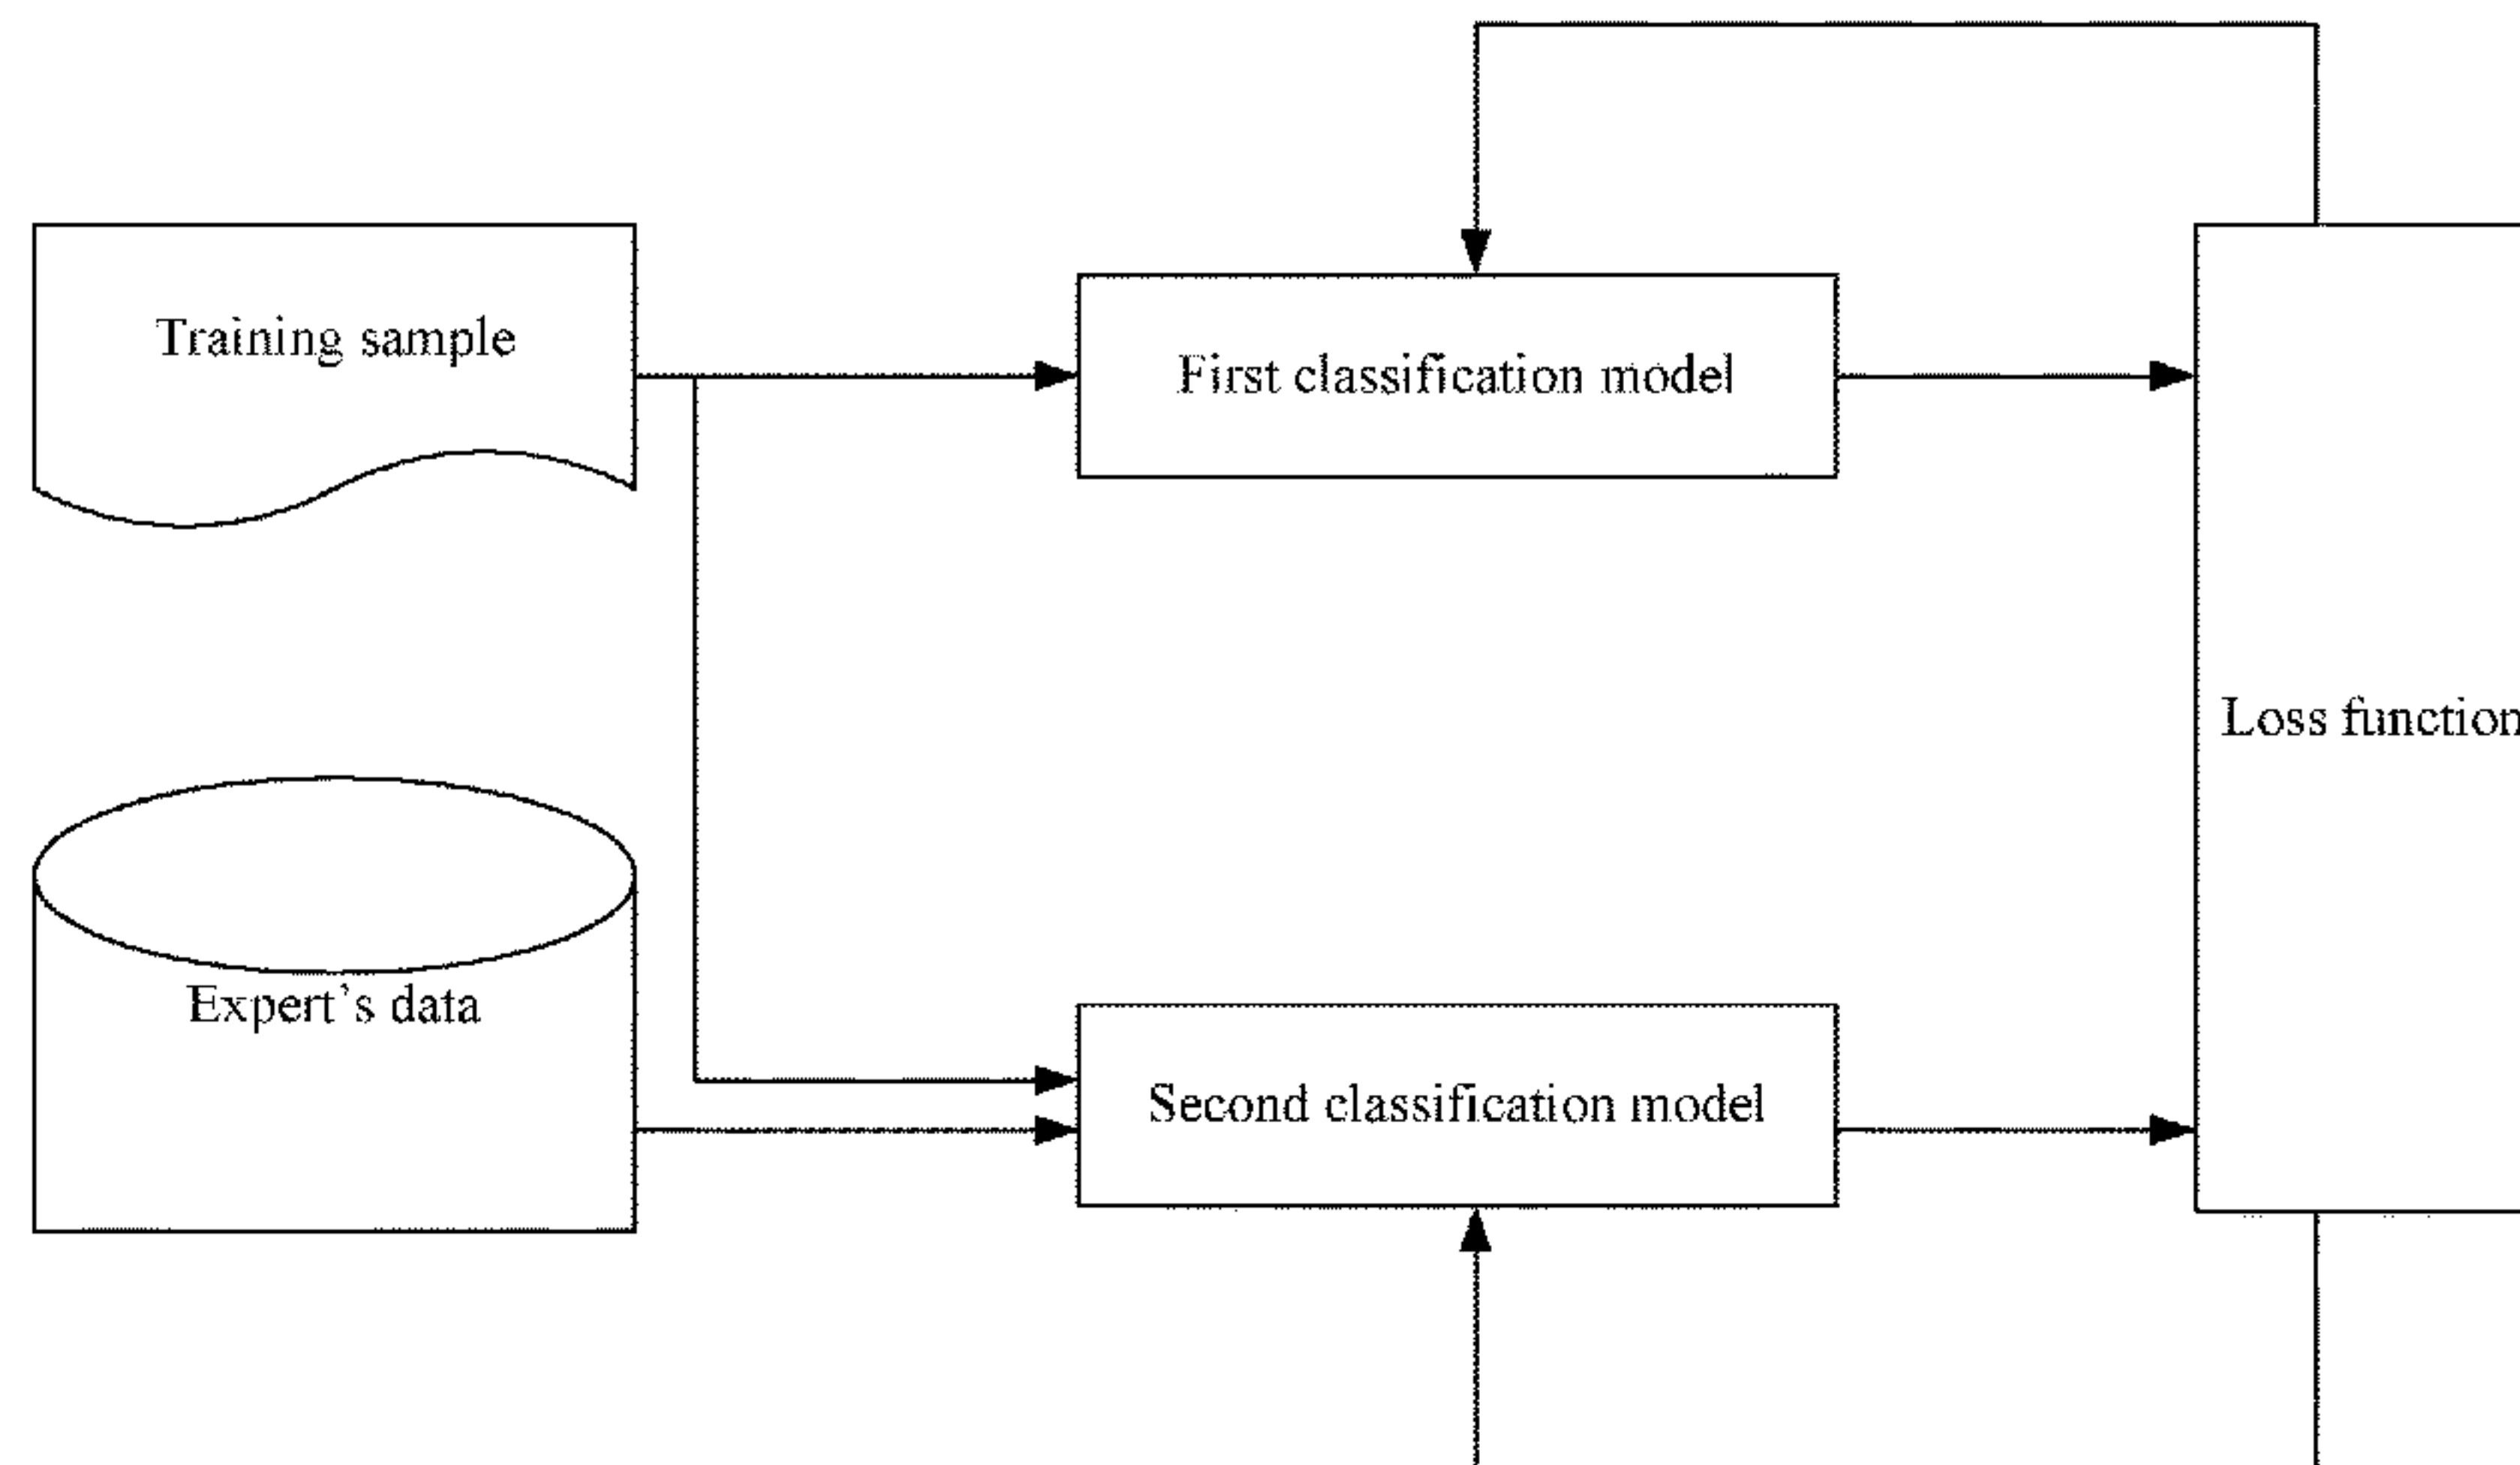 Training sample
First classification model
Loss function
Expert's data
Second classification model